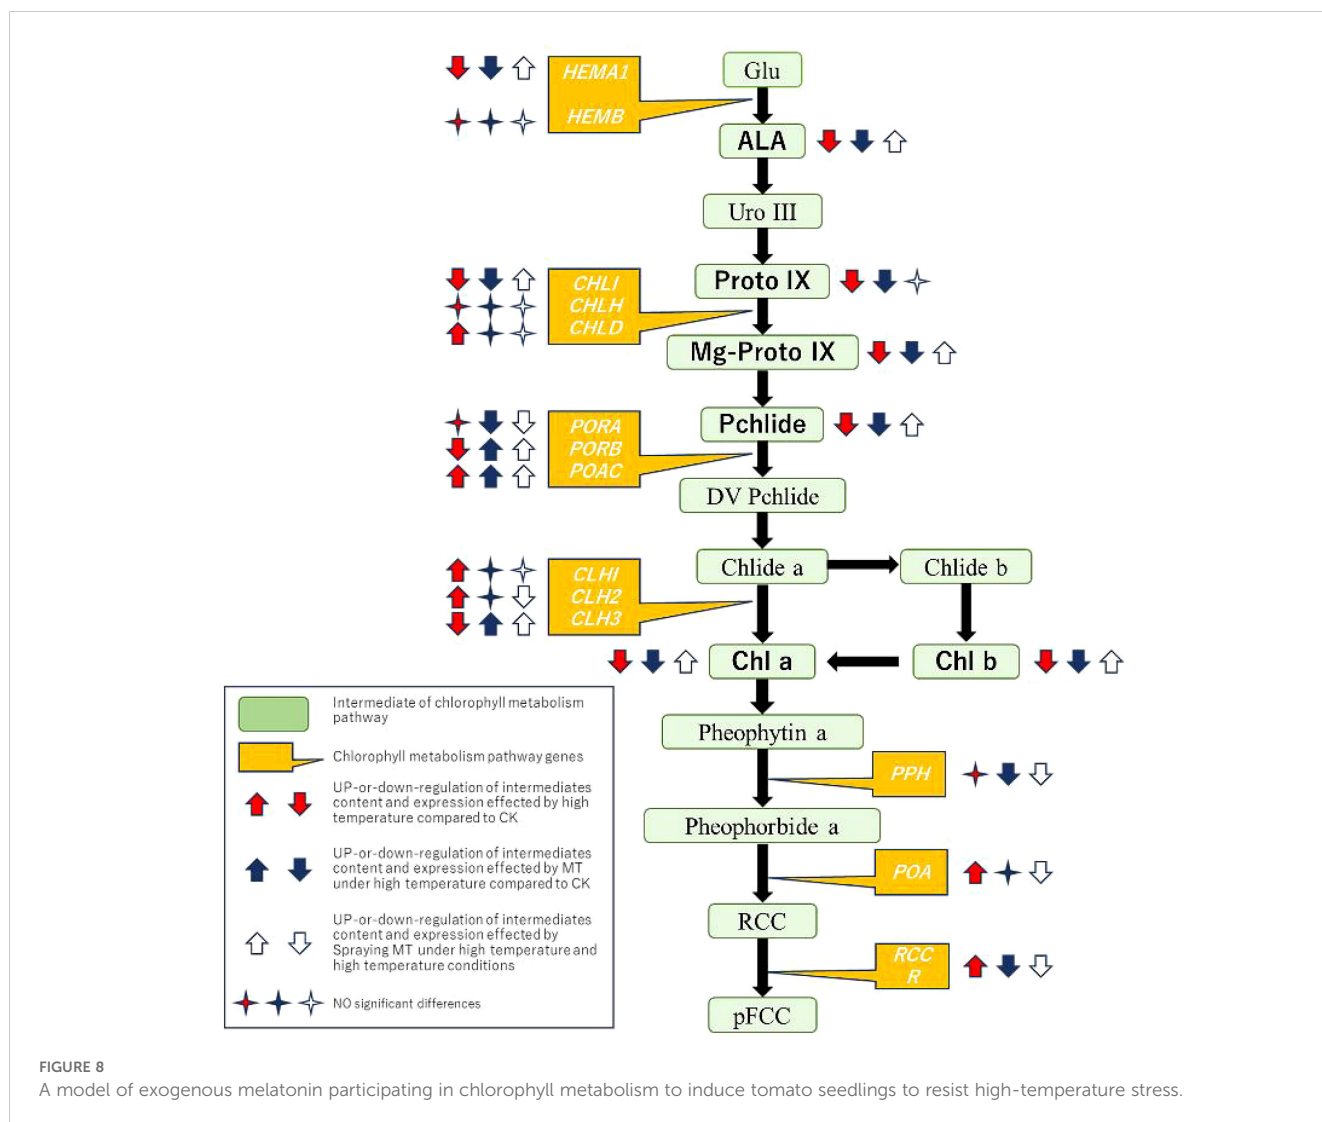 HEMA1
HEMB
Glu
ALA
Uro III
CHLI
CHLH
CHLD
Proto IX
Mg-Proto IX
PORA
PORB
POAC
Pchlide
DV Pchlide
CLH1
CLH2
CLH3
Chlide a
Chlide b
Chl a
Chl b
Pheophytin a
PPH
Pheophorbide a
POA
RCC
RCC
R
pFCC
Intermediate of chlorophyll metabolism
pathway
Chlorophyll metabolism pathway genes
UP-or-down-regulation of intermediates
content and expression effected by high
temperature compared to CK
UP-or-down-regulation of intermediates
content and expression effected by MT
under high temperature compared to CK
UP-or-down-regulation of intermediates
content and expression effected by
Spraying MT under high temperature and
high temperature conditions
NO significant differences
FIGURE 8
A model of exogenous melatonin participating in chlorophyll metabolism to induce tomato seedlings to resist high-temperature stress.